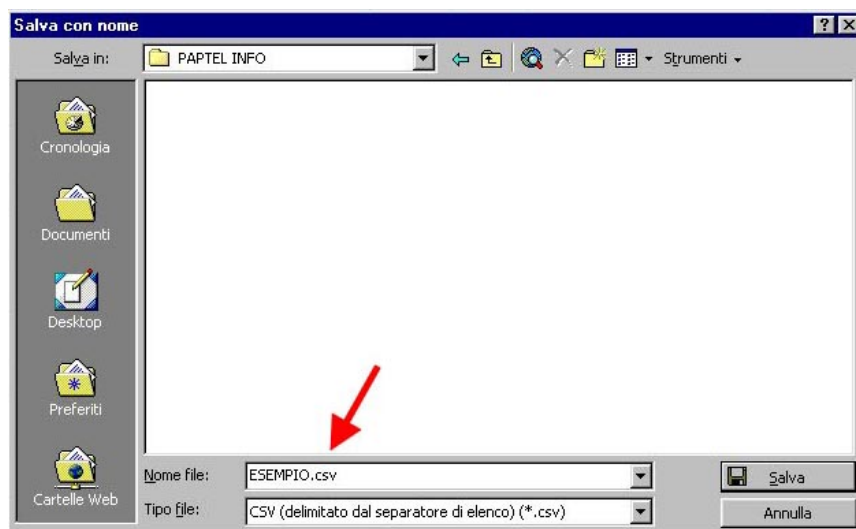 Salva con nome
Salva in:
PAPTEL INFO
Strumenti
Cronologia
Documenti
Desktop
Preferiti
Cartelle Web
Nome file:
ESEMPIO.csv
Salva
Tipo file:
CSV (delimitato dal separatore di elenco) (*.csv)
Annulla